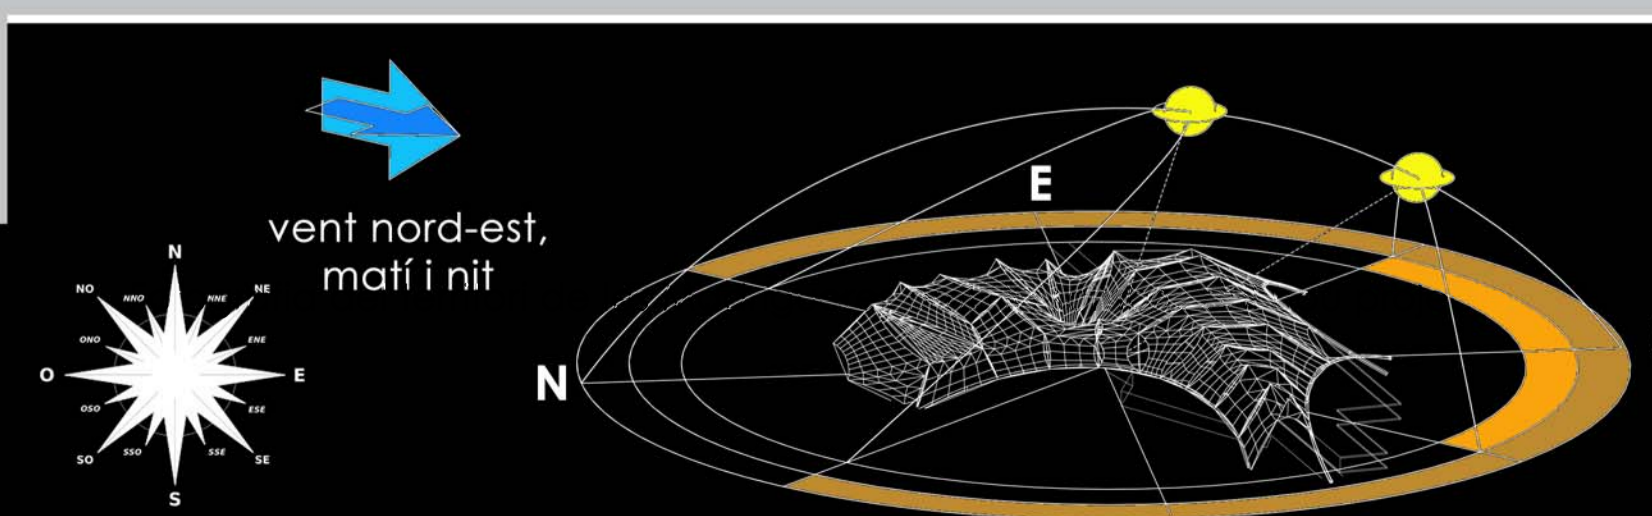 E
vent nord-est,
matí i nit
N
NO
NNO
NNE
NE
ONO
ENE
O
E
N
OSO
ESE
SO
SSO
SSE
SE
S